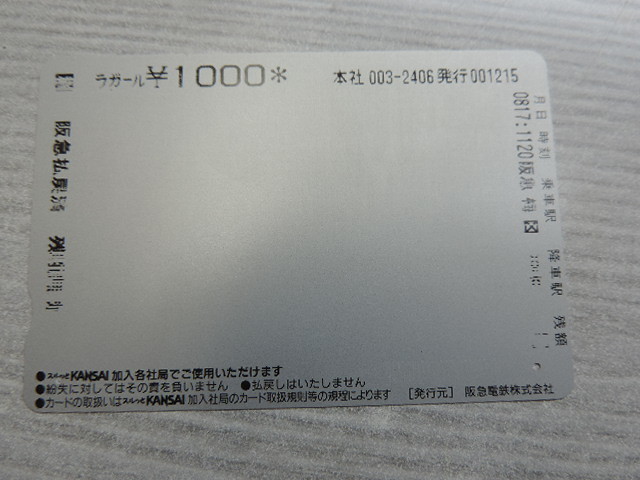 ラガール ¥1000*
本社 003-2406 発行 001215
月日 時刻 乗車駅 降車駅 残額
0817:1120阪急 梅田
阪急払戻済
●スルッとKANSAI 加入各社局でご使用いただけます
●紛失に対してはその責を負いません ●払戻しはいたしません
●カードの取扱いはスルッとKANSAI 加入社局のカード取扱規則等の規程によります [発行元] 阪急電鉄株式会社